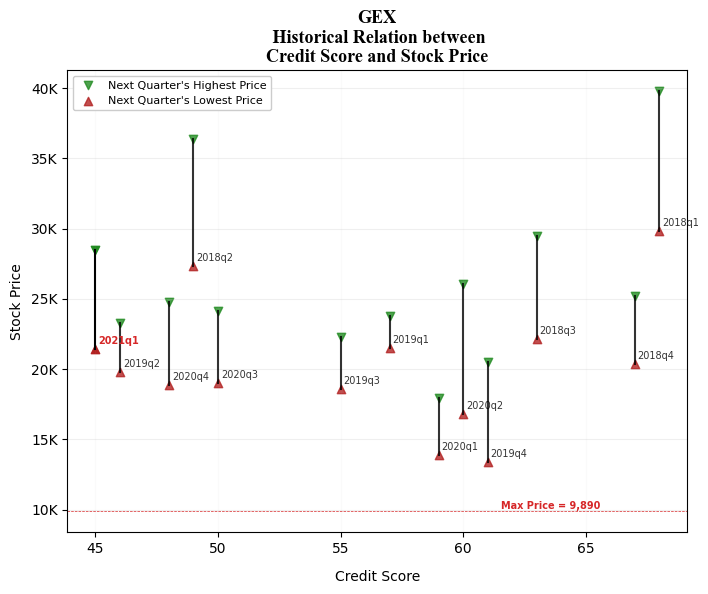 GEX
Historical Relation between
Credit Score and Stock Price
Next Quarter's Highest Price
Next Quarter's Lowest Price
40K
35K
30K
25K
20K
15K
10K
Stock Price
2018q1
2018q2
2018q3
2021q1
2019q1
2018q4
2019q2
2020q4
2020q3
2019q3
2020q2
2020q1
2019q4
Max Price = 9,890
45
50
55
60
65
Credit Score